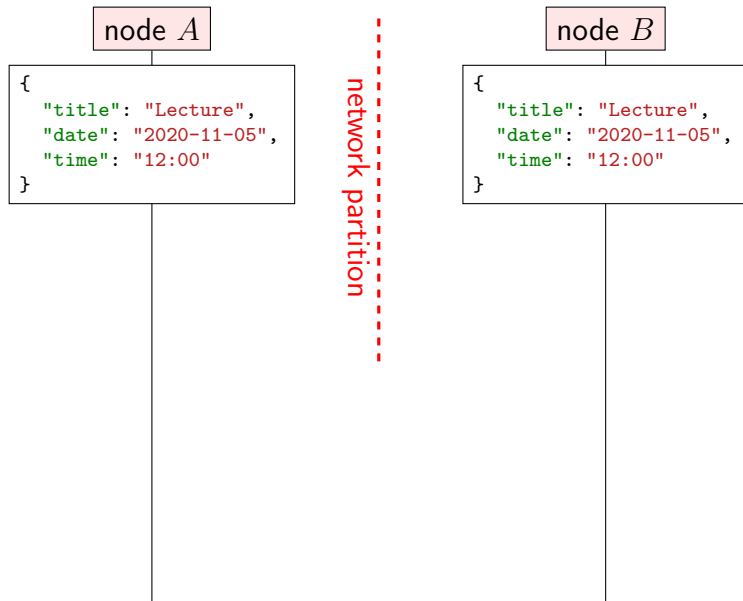 node A
node B
{
  "title": "Lecture",
  "date": "2020-11-05",
  "time": "12:00"
}
network partition
{
  "title": "Lecture",
  "date": "2020-11-05",
  "time": "12:00"
}